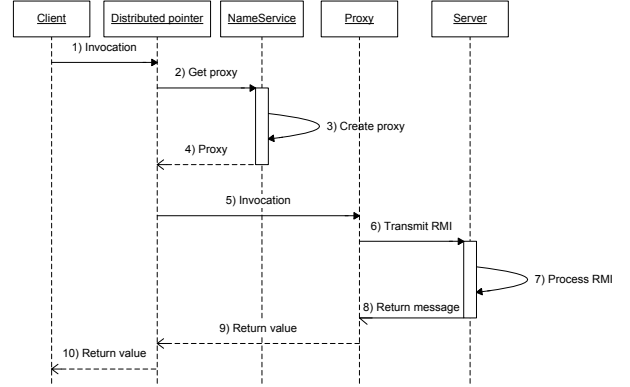 Client
Distributed pointer
NameService
Proxy
Server
1) Invocation
2) Get proxy
3) Create proxy
4) Proxy
5) Invocation
6) Transmit RMI
7) Process RMI
8) Return message
9) Return value
10) Return value